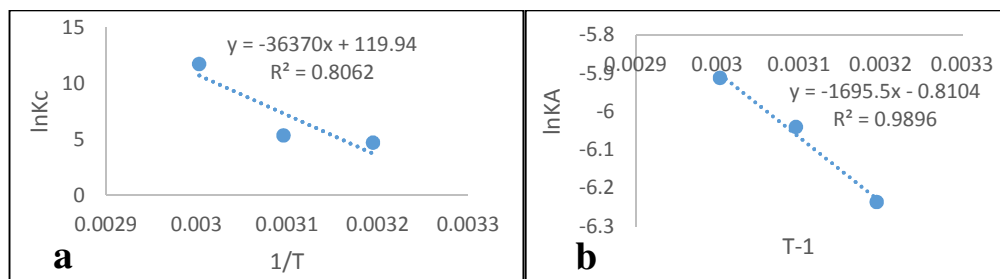 15
10
5
0
lnKc
y = -36370x + 119.94
R² = 0.8062
0.0029 0.003 0.0031 0.0032 0.0033
1/T
a
-5.8
-5.9
-6
-6.1
-6.2
-6.3
lnKA
0.0029 0.003 0.0031 0.0032 0.0033
y = -1695.5x - 0.8104
R² = 0.9896
T-1
b